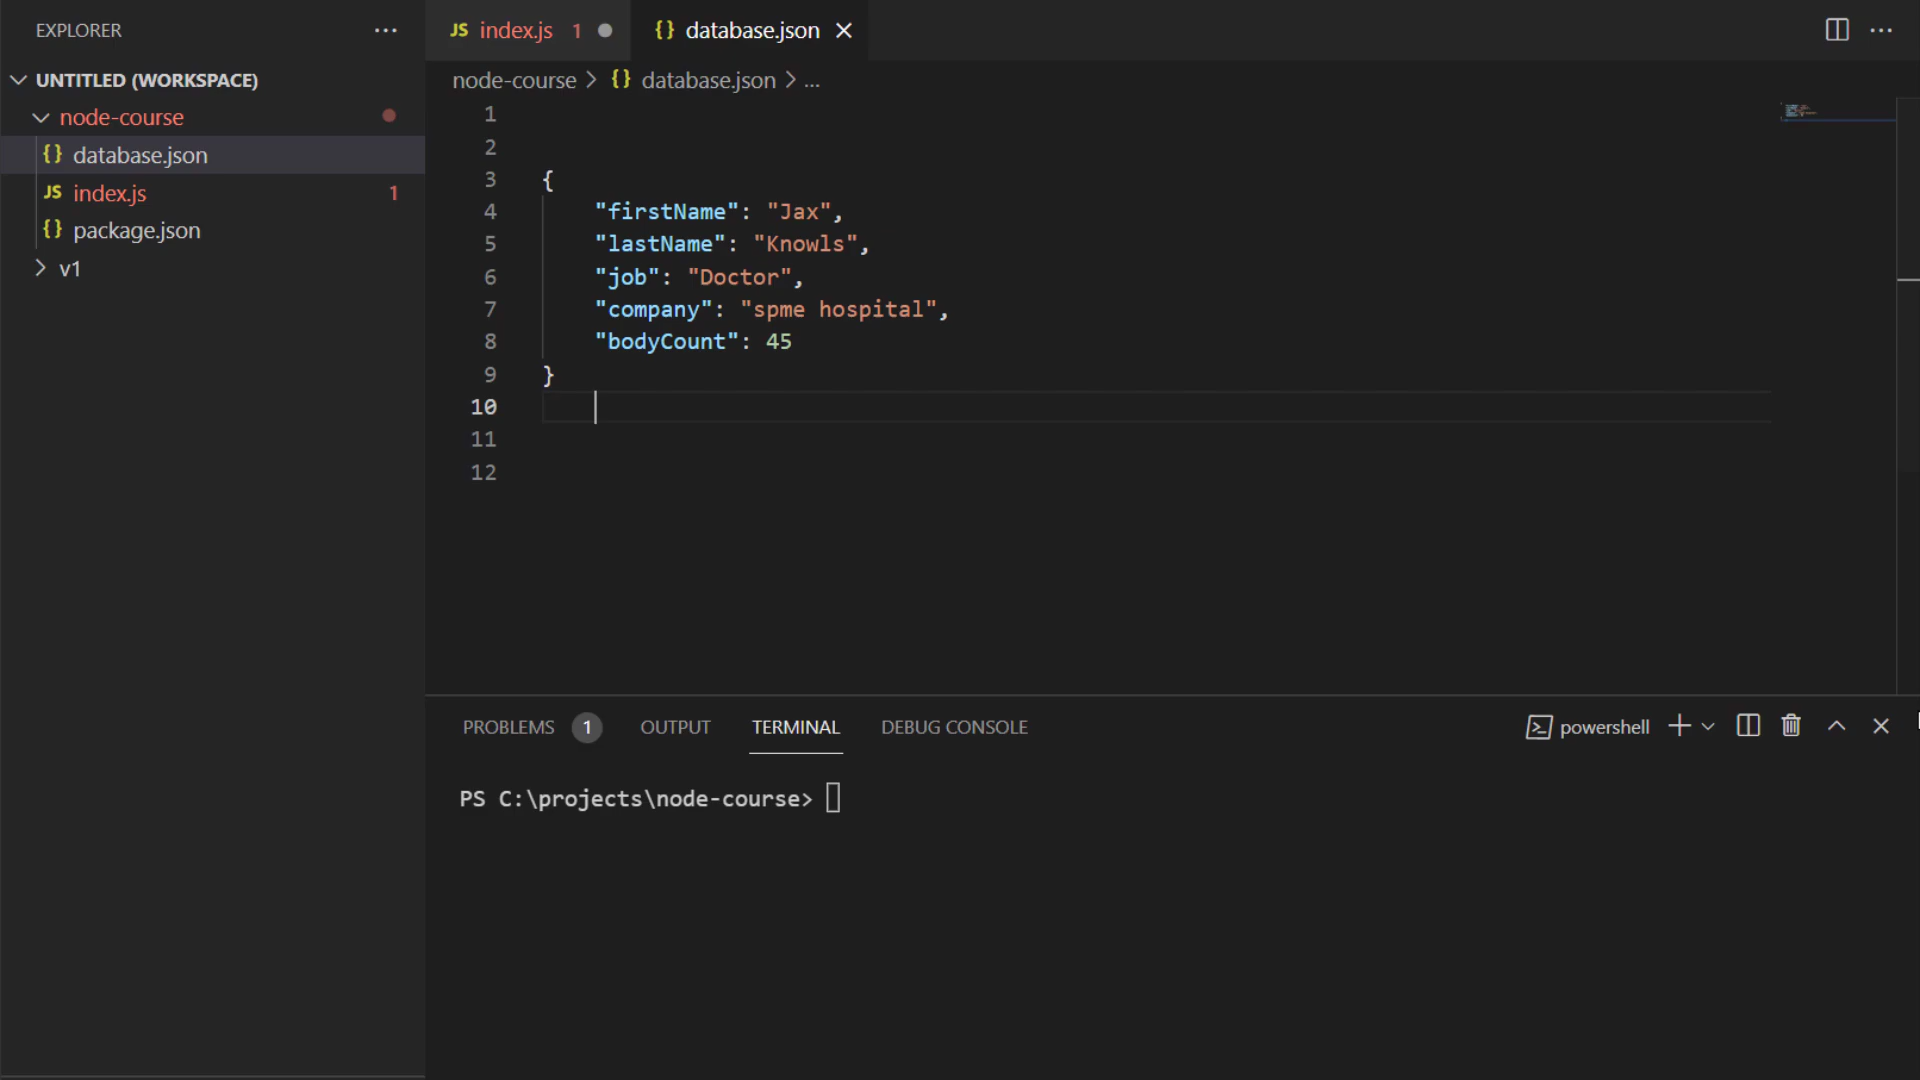 EXPLORER
UNTITLED (WORKSPACE)
node-course
database.json
JS index.js 1
package.json
v1
JS index.js 1
{} database.json
node-course > {} database.json > ...
1
2
3 {
4 "firstName": "Jax",
5 "lastName": "Knowls",
6 "job": "Doctor",
7 "company": "spme hospital",
8 "bodyCount": 45
9 }
10
11
12
PROBLEMS 1 OUTPUT TERMINAL DEBUG CONSOLE
powershell
PS C:\projects\node-course>